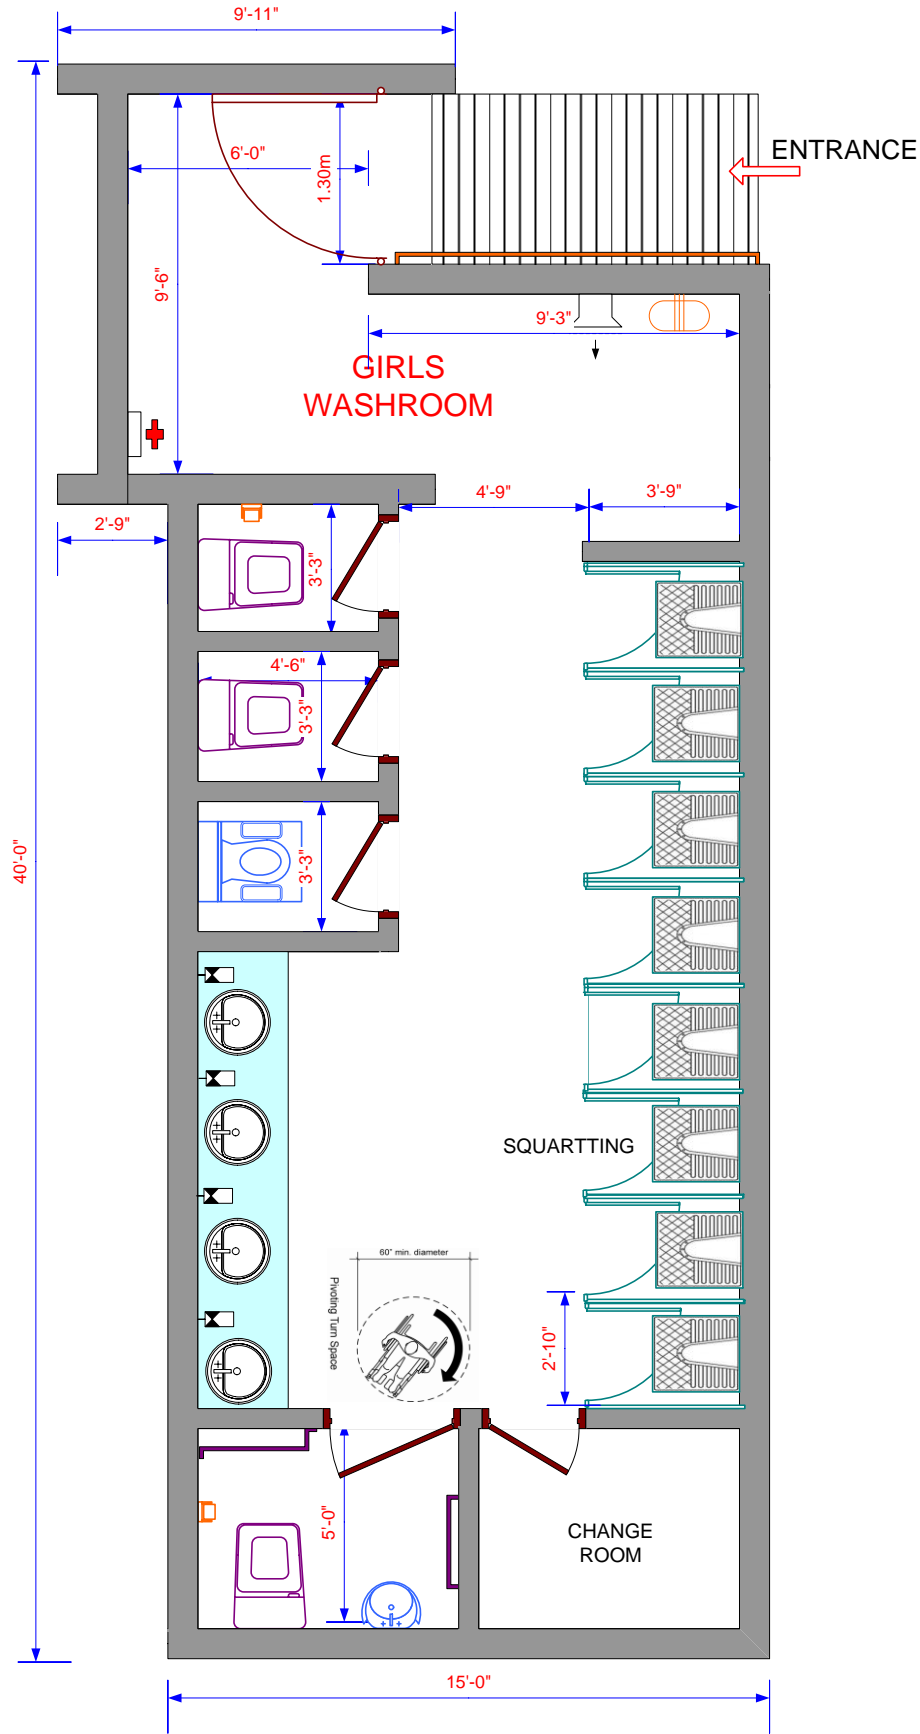 9'-11"
ENTRANCE
6'-0"
1.30m
9'-6"
9'-3"
GIRLS
WASHROOM
4'-9"
3'-9"
2'-9"
3'-3"
4'-6"
3'-3"
3'-3"
40'-0"
SQUARTTING
60" min. diameter
Pivoting Turn Space
2'-10"
5'-0"
CHANGE
ROOM
15'-0"